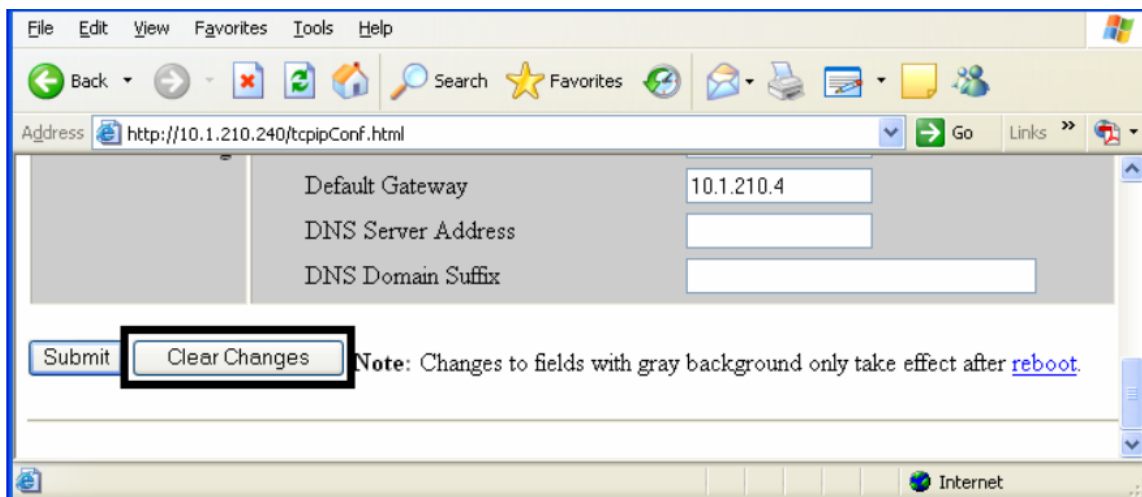 File Edit View Favorites Tools Help
Back Search Favorites
Address http://10.1.210.240/tcpipConf.html Go Links »
Default Gateway 10.1.210.4
DNS Server Address
DNS Domain Suffix
Submit Clear Changes Note: Changes to fields with gray background only take effect after reboot.
Internet